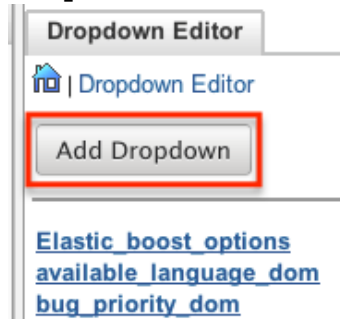 Dropdown Editor
| Dropdown Editor
Add Dropdown
Elastic_boost_options
available_language_dom
bug_priority_dom